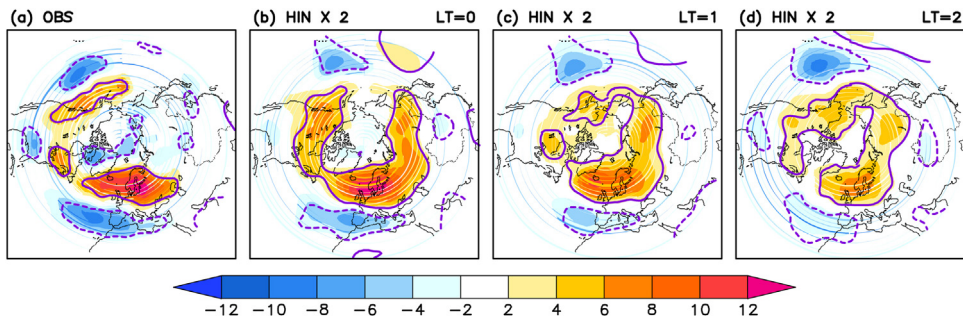 (a) OBS
(b) HIN X 2 LT=0
(c) HIN X 2 LT=1
(d) HIN X 2 LT=2
-12 -10 -8 -6 -4 -2 2 4 6 8 10 12